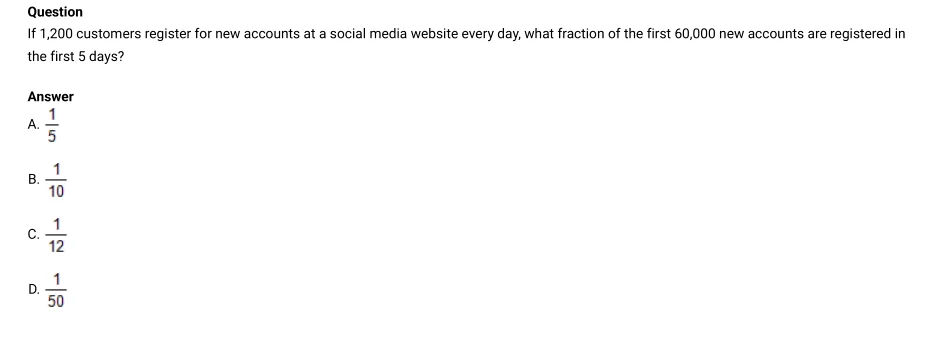 Question
If 1,200 customers register for new accounts at a social media website every day, what fraction of the first 60,000 new accounts are registered in
the first 5 days?
Answer
A. 1/5
B. 1/10
C. 1/12
D. 1/50